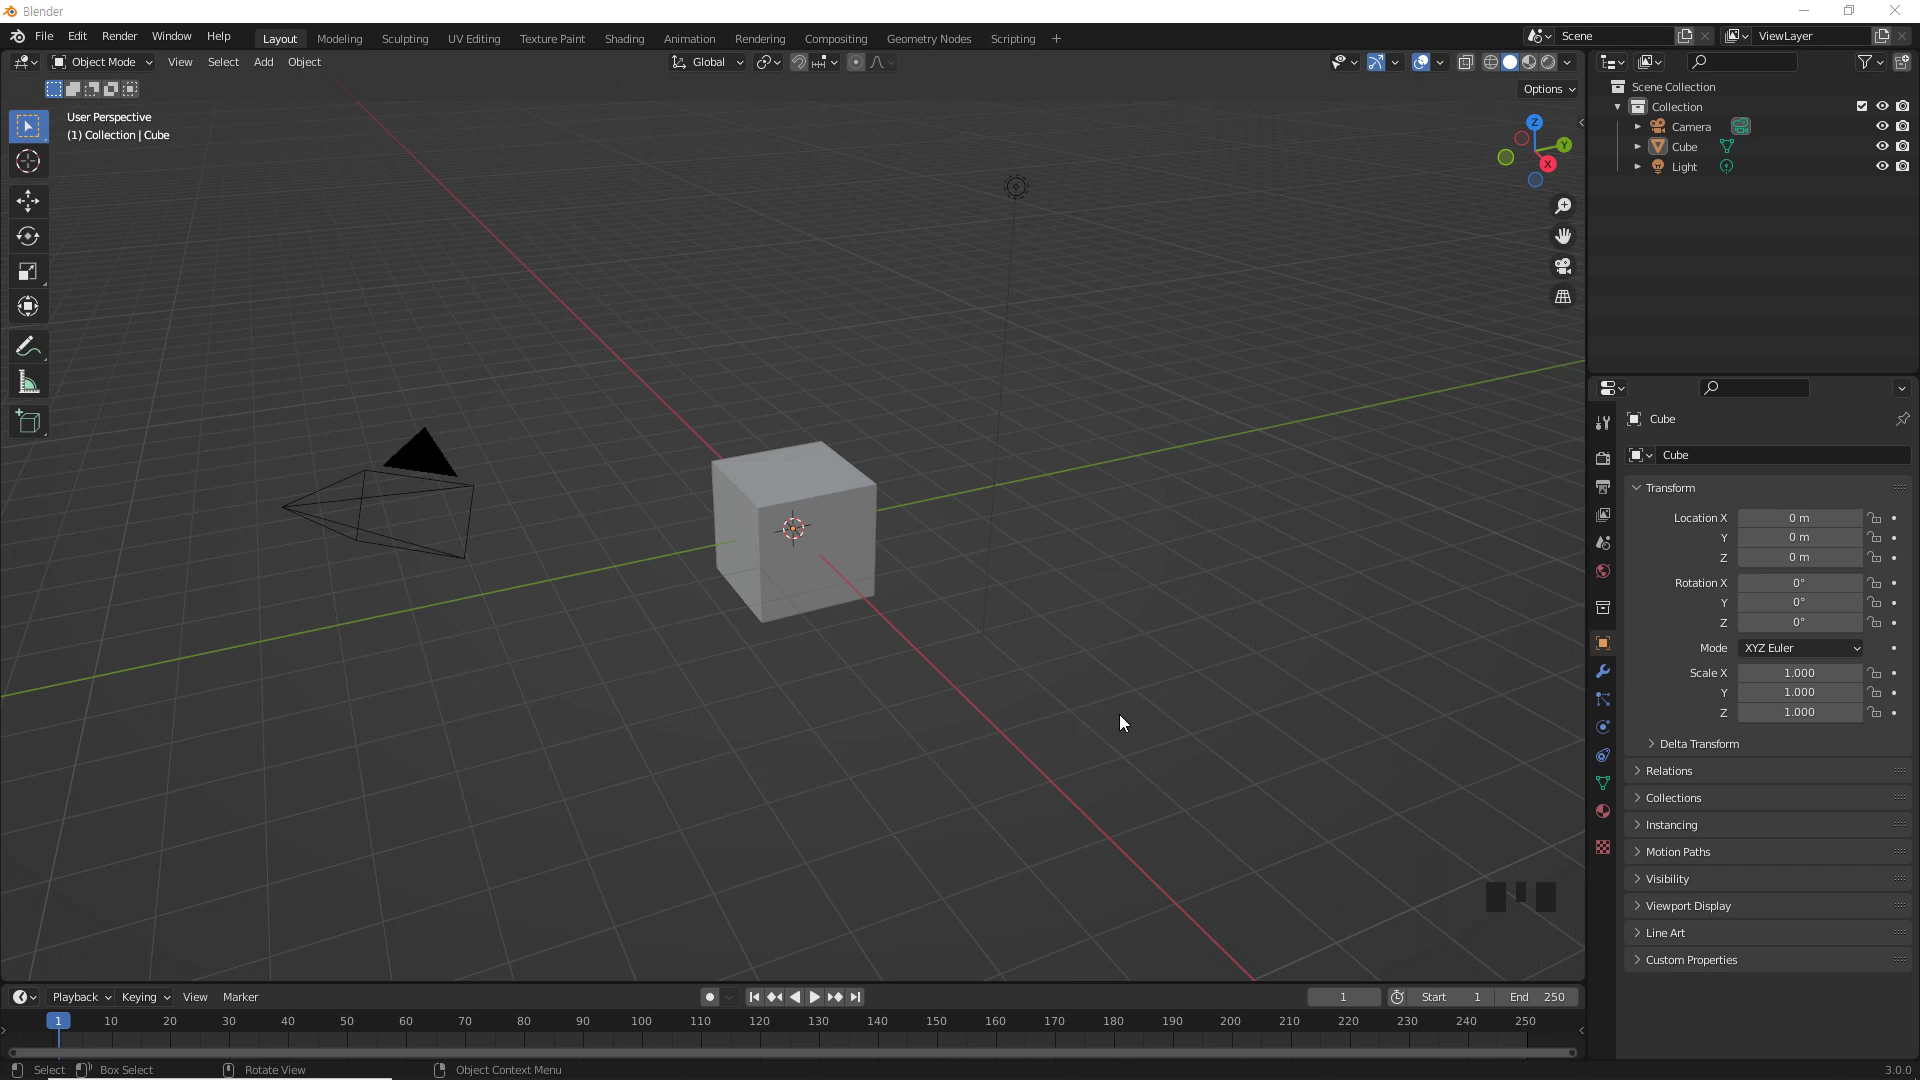 Blender
File Edit Render Window Help
Layout Modeling Sculpting UV Editing Texture Paint Shading Animation Rendering Compositing Geometry Nodes Scripting +
Scene
ViewLayer
Object Mode View Select Add Object
Global
Options
User Perspective
(1) Collection | Cube
Z
Y
X
Scene Collection
Collection
Camera
Cube
Light
Cube
Cube
Transform
Location X 0 m
Y 0 m
Z 0 m
Rotation X 0°
Y 0°
Z 0°
Mode XYZ Euler
Scale X 1.000
Y 1.000
Z 1.000
Delta Transform
Relations
Collections
Instancing
Motion Paths
Visibility
Viewport Display
Line Art
Custom Properties
Playback Keying View Marker
1 Start 1 End 250
1 10 20 30 40 50 60 70 80 90 100 110 120 130 140 150 160 170 180 190 200 210 220 230 240 250
Select Box Select Rotate View Object Context Menu
3.0.0